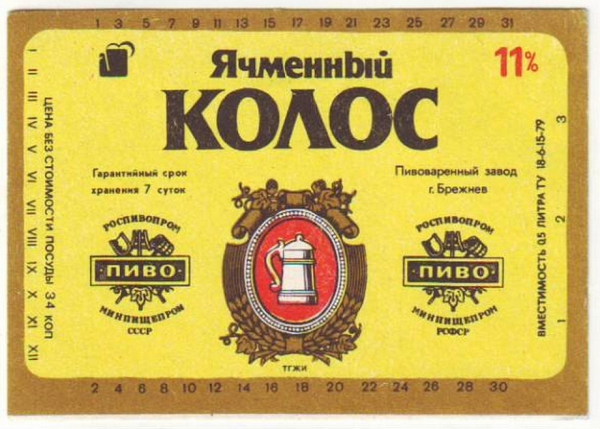 1 3 5 7 9 11 13 15 17 19 21 23 25 27 29 31
Ячменный
11%
КОЛОС
Гарантийный срок
хранения 7 суток
Пивоваренный завод
г. Брежнев
РОСПИВОПРОМ
ПИВО
МИНПИЩЕПРОМ
СССР
РОСПИВОПРОМ
ПИВО
МИНПИЩЕПРОМ
РСФСР
ТГЖИ
I II III IV V VI VII VIII IX X XI XII
ЦЕНА БЕЗ СТОИМОСТИ ПОСУДЫ 34 КОП
ВМЕСТИМОСТЬ 0,5 ЛИТРА ТУ 18-6-15-79
1 2 3
2 4 6 8 10 12 14 16 18 20 22 24 26 28 30